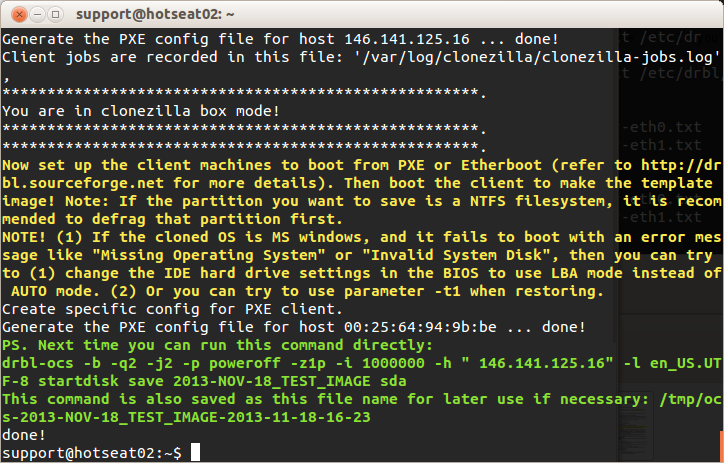 support@hotseat02: ~
Generate the PXE config file for host 146.141.125.16 ... done!
Client jobs are recorded in this file: '/var/log/clonezilla/clonezilla-jobs.log'
,
*****************************************************.
You are in clonezilla box mode!
*****************************************************.
*****************************************************.
Now set up the client machines to boot from PXE or Etherboot (refer to http://dr
bl.sourceforge.net for more details). Then boot the client to make the template
image! Note: If the partition you want to save is a NTFS filesystem, it is recom
mended to defrag that partition first.
NOTE! (1) If the cloned OS is MS windows, and it fails to boot with an error mes
sage like "Missing Operating System" or "Invalid System Disk", then you can try
to (1) change the IDE hard drive settings in the BIOS to use LBA mode instead of
 AUTO mode. (2) Or you can try to use parameter -t1 when restoring.
Create specific config for PXE client.
Generate the PXE config file for host 00:25:64:94:9b:be ... done!
PS. Next time you can run this command directly:
drbl-ocs -b -q2 -j2 -p poweroff -z1p -i 1000000 -h " 146.141.125.16" -l en_US.UT
F-8 startdisk save 2013-NOV-18_TEST_IMAGE sda
This command is also saved as this file name for later use if necessary: /tmp/oc
s-2013-NOV-18_TEST_IMAGE-2013-11-18-16-23
done!
support@hotseat02:~$
t /etc/dr
t /etc/drbl/
-eth0.txt
-eth1.txt
-eth1.txt